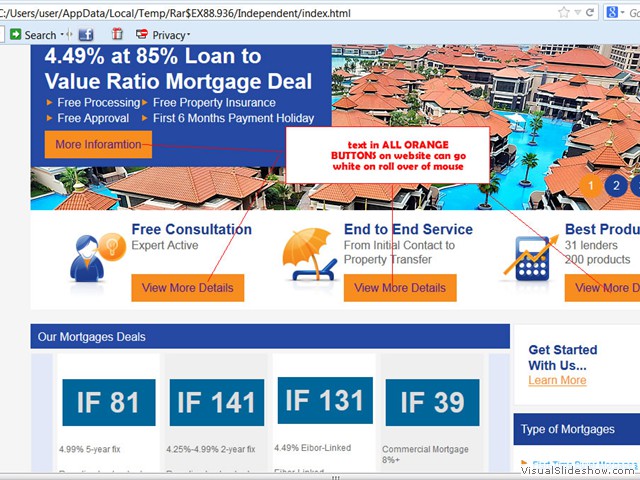 C:/Users/user/AppData/Local/Temp/Rar$EX88.936/Independent/index.html
Search
Privacy
4.49% at 85% Loan to
Value Ratio Mortgage Deal
Free Processing Free Property Insurance
Free Approval First 6 Months Payment Holiday
More Inforamtion
text in ALL ORANGE
BUTTONS on website can go
white on roll over of mouse
1 2
Free Consultation
Expert Active
View More Details
End to End Service
From Initial Contact to
Property Transfer
View More Details
Best Produ
31 lenders
200 products
View More D
Our Mortgages Deals
IF 81
4.99% 5-year fix
IF 141
4.25%-4.99% 2-year fix
IF 131
4.49% Eibor-Linked
IF 39
Commercial Mortgage
8%+
Get Started
With Us...
Learn More
Type of Mortgages
VisualSlideshow.com